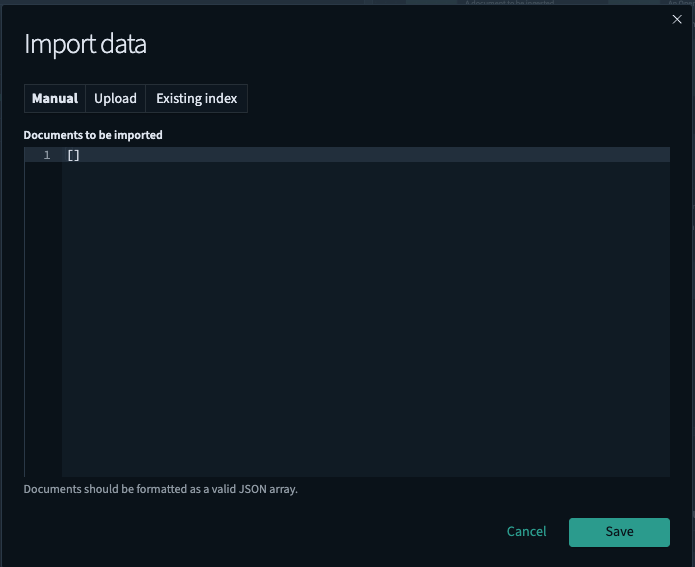 Import data
Manual Upload Existing index
Documents to be imported
1 []
Documents should be formatted as a valid JSON array.
Cancel Save